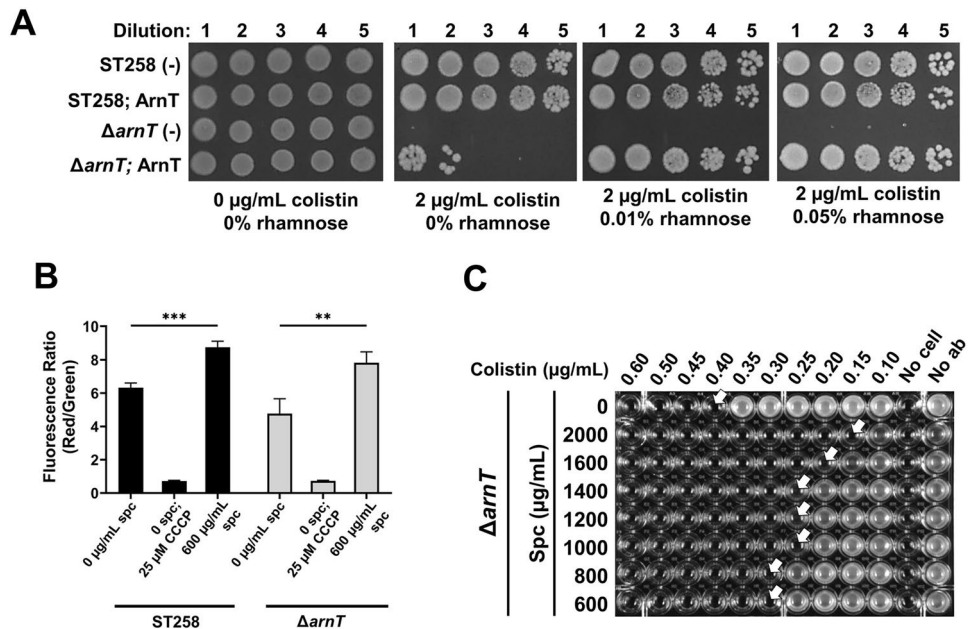 A
Dilution: 1 2 3 4 5 1 2 3 4 5 1 2 3 4 5 1 2 3 4 5
ST258 (-)
ST258; ArnT
ΔarnT (-)
ΔarnT; ArnT
0 µg/mL colistin
0% rhamnose
2 µg/mL colistin
0% rhamnose
2 µg/mL colistin
0.01% rhamnose
2 µg/mL colistin
0.05% rhamnose
B
Fluorescence Ratio
(Red/Green)
10
8
6
4
2
0
***
**
0 µg/mL spc
0 spc;
25 µM CCCP
600 µg/mL
spc
0 µg/mL spc
0 spc;
25 µM CCCP
600 µg/mL
spc
ST258
ΔarnT
C
Colistin (µg/mL)
0.60 0.50 0.45 0.40 0.35 0.30 0.25 0.20 0.15 0.10 No cell No ab
ΔarnT
Spc (µg/mL)
0
2000
1600
1400
1200
1000
800
600